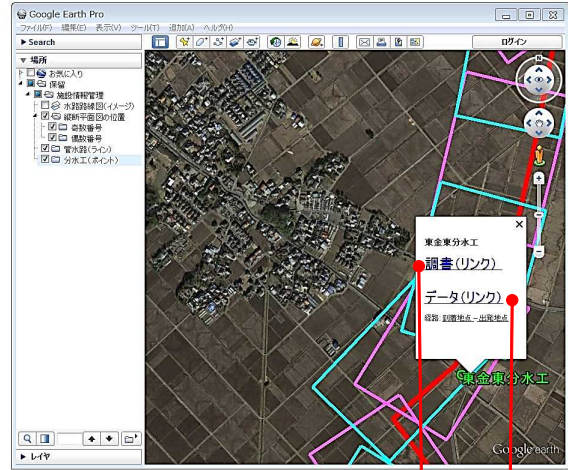 Google Earth Pro
ファイル(F) 編集(E) 表示(V) ツール(T) 追加(A) ヘルプ(H)
Search
ログイン
場所
お気に入り
保留
施設情報管理
水路路線図(イメージ)
縦断平面図の位置
奇数番号
偶数番号
管水路(ライン)
分水工(ポイント)
N
東金東分水工
調書(リンク)
データ(リンク)
経路: 到着地点 - 出発地点
東金東分水工
レイヤ
Google earth